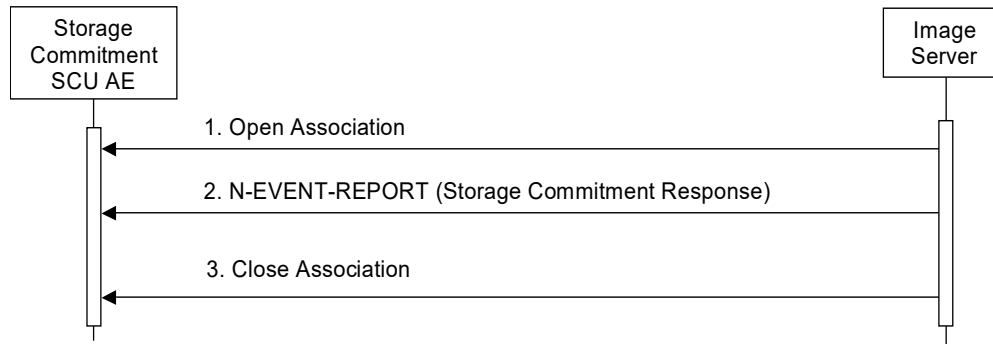 Storage
Commitment
SCU AE
Image
Server
1. Open Association
2. N-EVENT-REPORT (Storage Commitment Response)
3. Close Association